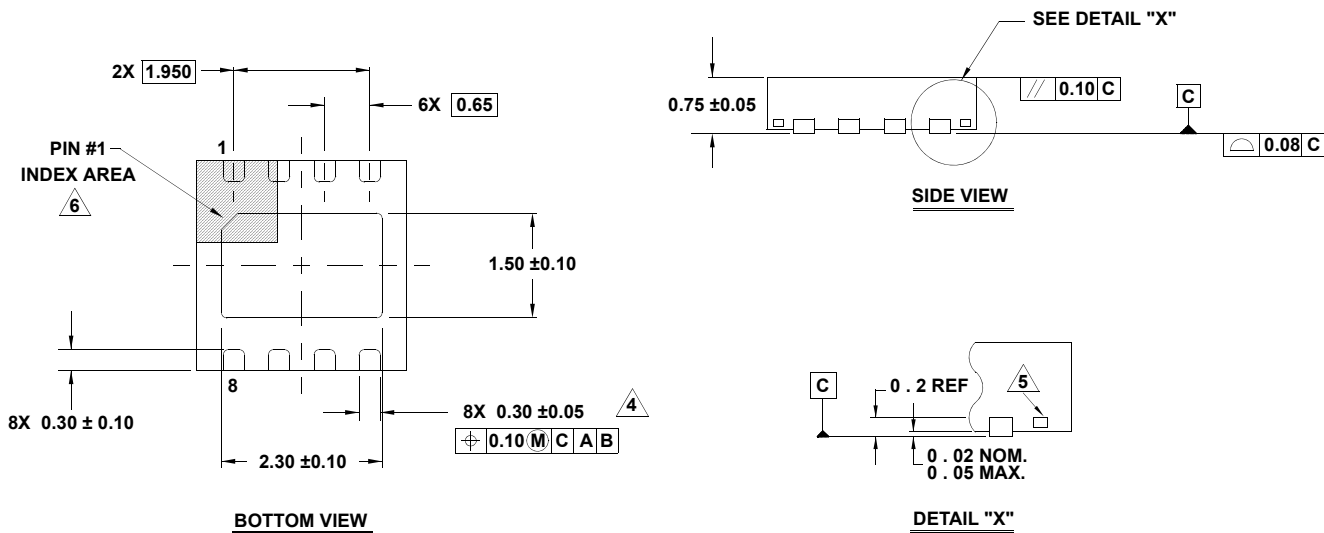 2X 1.950
6X 0.65
PIN #1
INDEX AREA
6
1
1.50 ±0.10
8
8X 0.30 ± 0.10
8X 0.30 ±0.05
4
0.10 M C A B
2.30 ±0.10
BOTTOM VIEW
SEE DETAIL "X"
0.75 ±0.05
// 0.10 C
C
0.08 C
SIDE VIEW
C
0 . 2 REF
5
0 . 02 NOM.
0 . 05 MAX.
DETAIL "X"